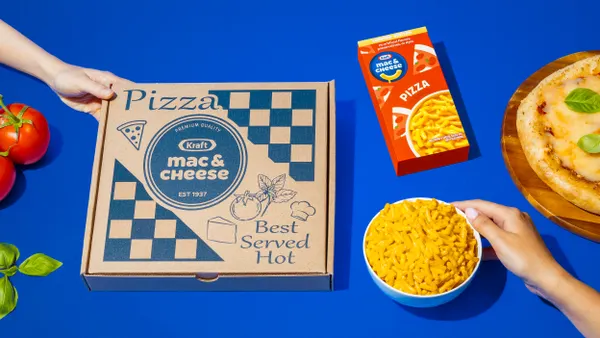 Pizza
PREMIUM QUALITY
Kraft
mac &
cheese
EST 1937
Best
Served
Hot
Kraft
mac &
cheese
PIZZA